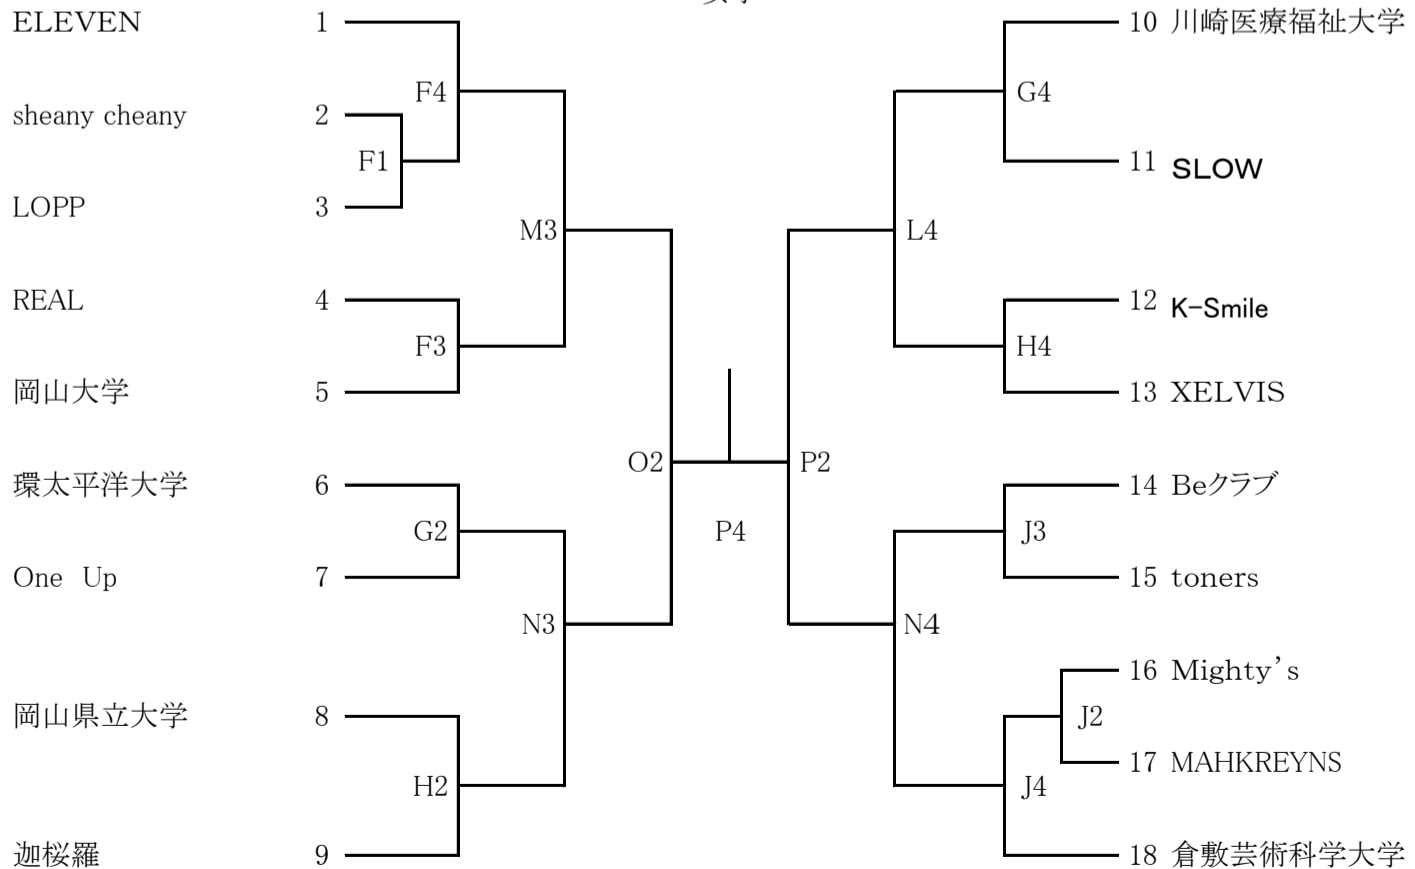 ELEVEN 1
F4
sheany cheany 2
F1
LOPP 3
M3
REAL 4
F3
岡山大学 5
O2
環太平洋大学 6
G2
One Up 7
N3
岡山県立大学 8
H2
迦桜羅 9
P4
10 川崎医療福祉大学
G4
11 SLOW
L4
12 K-Smile
H4
13 XELVIS
P2
14 Beクラブ
J3
15 toners
N4
16 Mighty's
J2
17 MAHKREYNS
J4
18 倉敷芸術科学大学